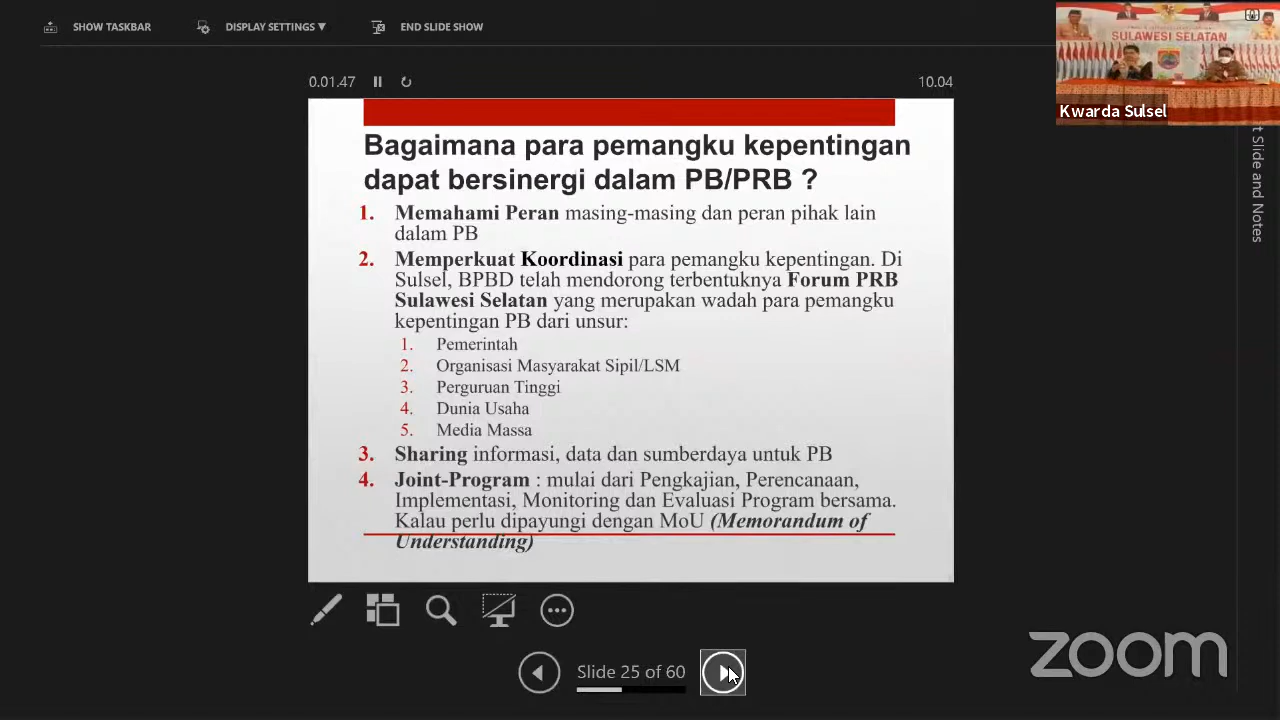 SHOW TASKBAR
DISPLAY SETTINGS
END SLIDE SHOW
SULAWESI SELATAN
Kwarda Sulsel
0.01.47
10.04
t Slide and Notes
Bagaimana para pemangku kepentingan
dapat bersinergi dalam PB/PRB ?
1. Memahami Peran masing-masing dan peran pihak lain
dalam PB
2. Memperkuat Koordinasi para pemangku kepentingan. Di
Sulsel, BPBD telah mendorong terbentuknya Forum PRB
Sulawesi Selatan yang merupakan wadah para pemangku
kepentingan PB dari unsur:
1. Pemerintah
2. Organisasi Masyarakat Sipil/LSM
3. Perguruan Tinggi
4. Dunia Usaha
5. Media Massa
3. Sharing informasi, data dan sumberdaya untuk PB
4. Joint-Program : mulai dari Pengkajian, Perencanaan,
Implementasi, Monitoring dan Evaluasi Program bersama.
Kalau perlu dipayungi dengan MoU (Memorandum of
Understanding)
Slide 25 of 60
zoom